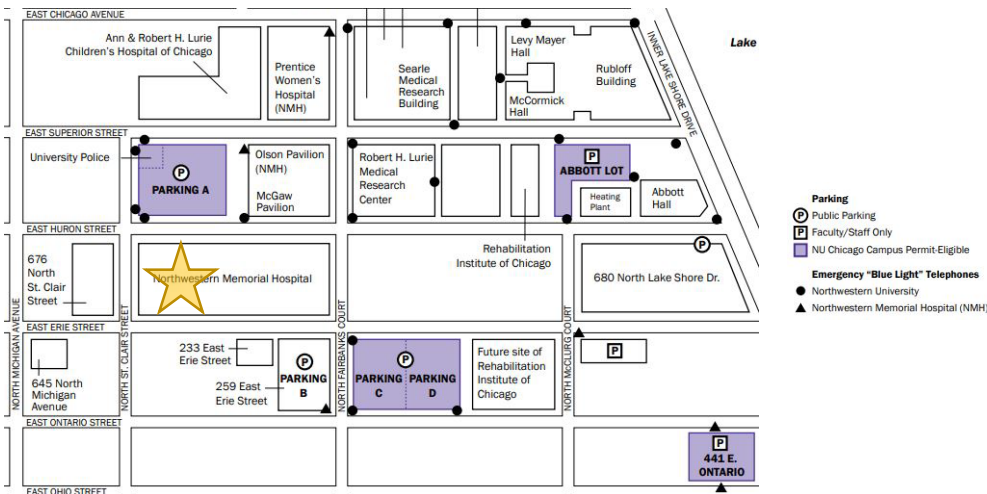 EAST CHICAGO AVENUE
Ann & Robert H. Lurie
Children's Hospital of Chicago
Prentice
Women's
Hospital
(NMH)
Searle
Medical
Research
Building
Levy Mayer
Hall
McCormick
Hall
Rubloff
Building
INNER LAKE SHORE DRIVE
Lake
EAST SUPERIOR STREET
University Police
P
PARKING A
Olson Pavilion
(NMH)
McGaw
Pavilion
Robert H. Lurie
Medical
Research
Center
P
ABBOTT LOT
Heating
Plant
Abbott
Hall
EAST HURON STREET
676
North
St. Clair
Street
Northwestern Memorial Hospital
Rehabilitation
Institute of Chicago
P
680 North Lake Shore Dr.
EAST ERIE STREET
NORTH MICHIGAN AVENUE
NORTH ST. CLAIR STREET
NORTH FAIRBANKS COURT
NORTH McCLURG COURT
645 North
Michigan
Avenue
233 East
Erie Street
259 East
Erie Street
P
PARKING
B
P
PARKING PARKING
C D
Future site of
Rehabilitation
Institute of
Chicago
P
EAST ONTARIO STREET
P
441 E.
ONTARIO
EAST OHIO STREET
Parking
P Public Parking
P Faculty/Staff Only
NU Chicago Campus Permit-Eligible
Emergency “Blue Light” Telephones
Northwestern University
Northwestern Memorial Hospital (NMH)